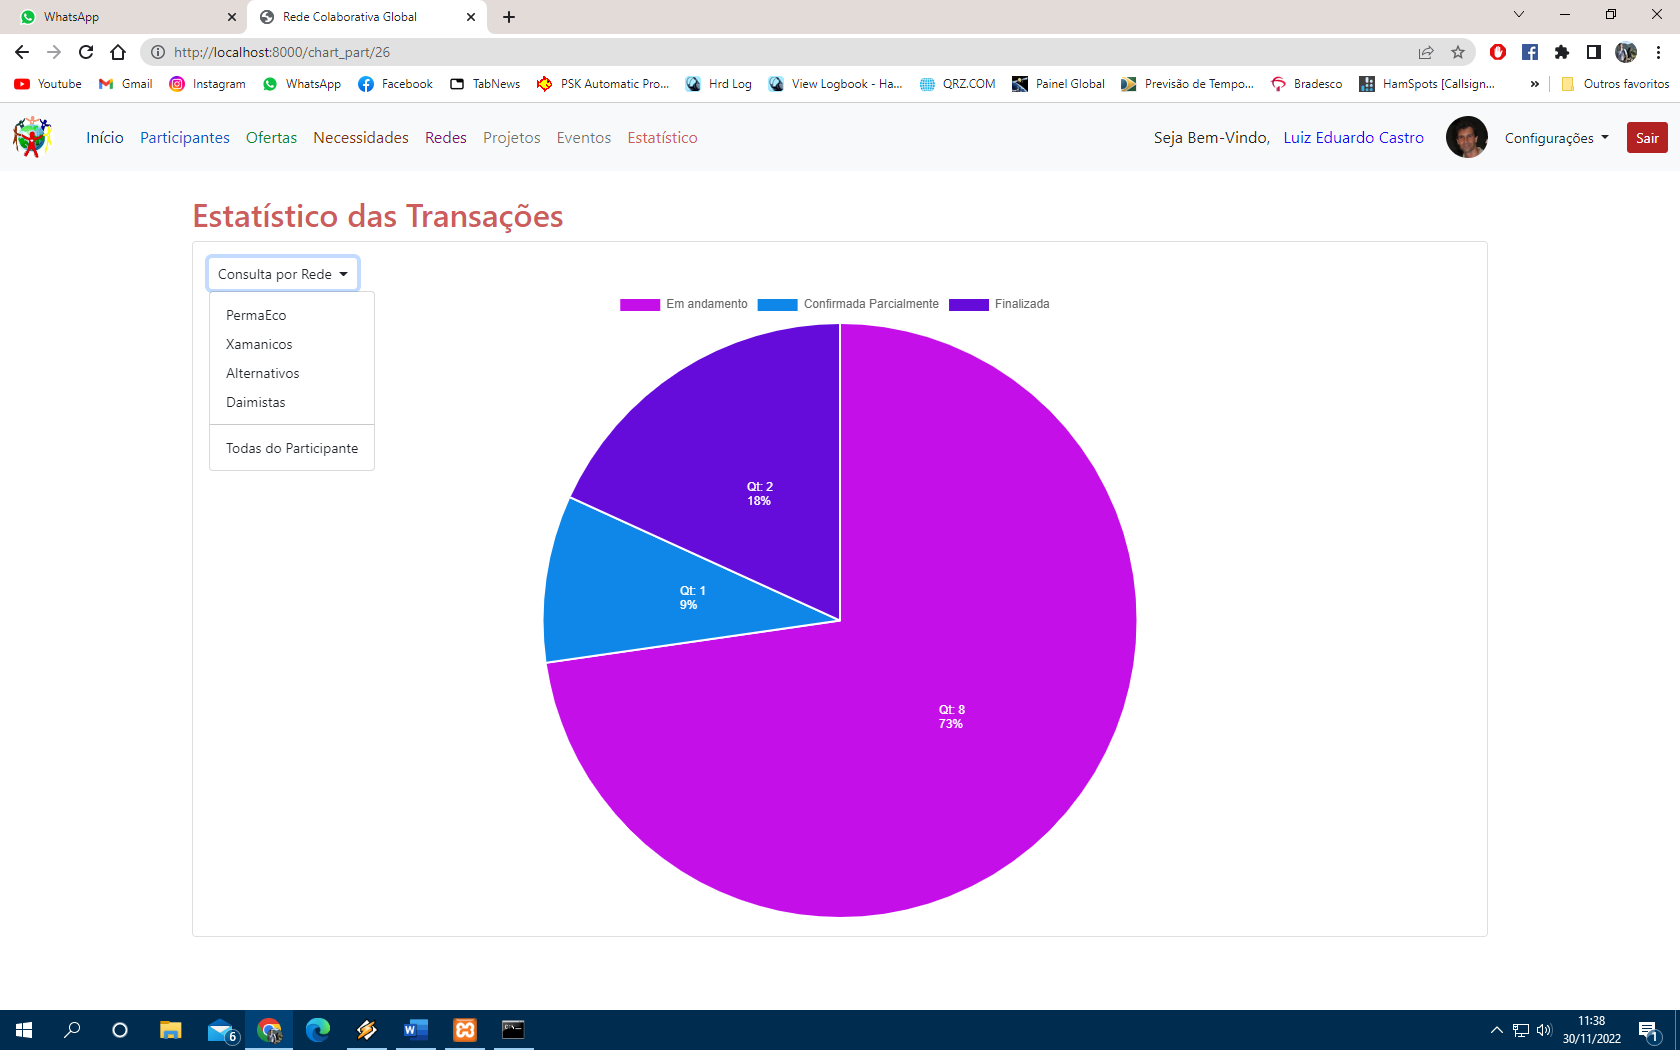 WhatsApp
Rede Colaborativa Global
http://localhost:8000/chart_part/26
Youtube Gmail Instagram WhatsApp Facebook TabNews PSK Automatic Pro... Hrd Log View Logbook - Ha... QRZ.COM Painel Global Previsão de Tempo... Bradesco HamSpots [Callsign... » Outros favoritos
Início Participantes Ofertas Necessidades Redes Projetos Eventos Estatístico Seja Bem-Vindo, Luiz Eduardo Castro Configurações Sair
Estatístico das Transações
Consulta por Rede
PermaEco
Xamanicos
Alternativos
Daimistas
Todas do Participante
Em andamento Confirmada Parcialmente Finalizada
Qt: 2
18%
Qt: 1
9%
Qt: 8
73%
6
11:38
30/11/2022
1